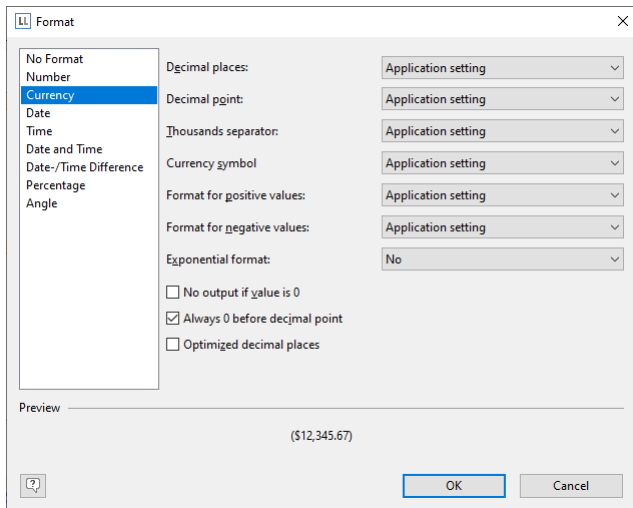 LL Format
No Format
Number
Currency
Date
Time
Date and Time
Date-/Time Difference
Percentage
Angle
Decimal places: Application setting
Decimal point: Application setting
Thousands separator: Application setting
Currency symbol Application setting
Format for positive values: Application setting
Format for negative values: Application setting
Exponential format: No
No output if value is 0
Always 0 before decimal point
Optimized decimal places
Preview
($12,345.67)
?
OK Cancel